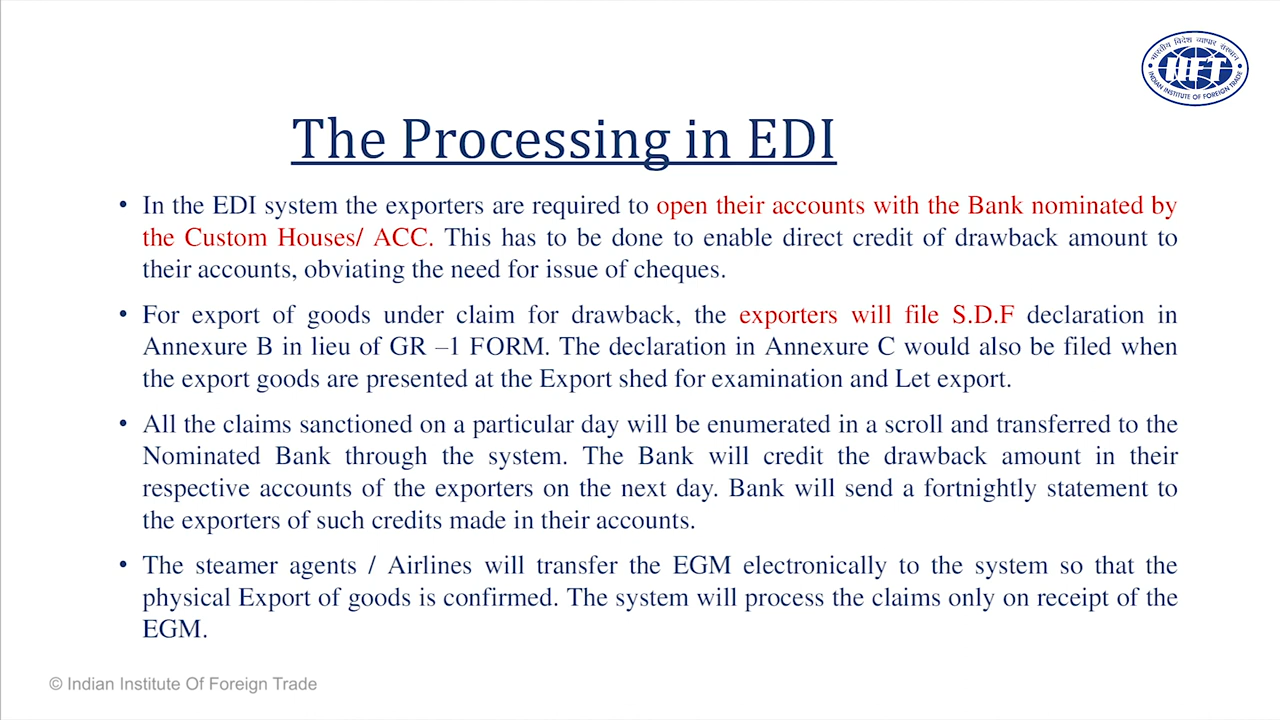 भारतीय विदेश व्यापार संस्थान
IIFT
INDIAN INSTITUTE OF FOREIGN TRADE
The Processing in EDI
• In the EDI system the exporters are required to open their accounts with the Bank nominated by
the Custom Houses/ ACC. This has to be done to enable direct credit of drawback amount to
their accounts, obviating the need for issue of cheques.
• For export of goods under claim for drawback, the exporters will file S.D.F declaration in
Annexure B in lieu of GR –1 FORM. The declaration in Annexure C would also be filed when
the export goods are presented at the Export shed for examination and Let export.
• All the claims sanctioned on a particular day will be enumerated in a scroll and transferred to the
Nominated Bank through the system. The Bank will credit the drawback amount in their
respective accounts of the exporters on the next day. Bank will send a fortnightly statement to
the exporters of such credits made in their accounts.
• The steamer agents / Airlines will transfer the EGM electronically to the system so that the
physical Export of goods is confirmed. The system will process the claims only on receipt of the
EGM.
© Indian Institute Of Foreign Trade